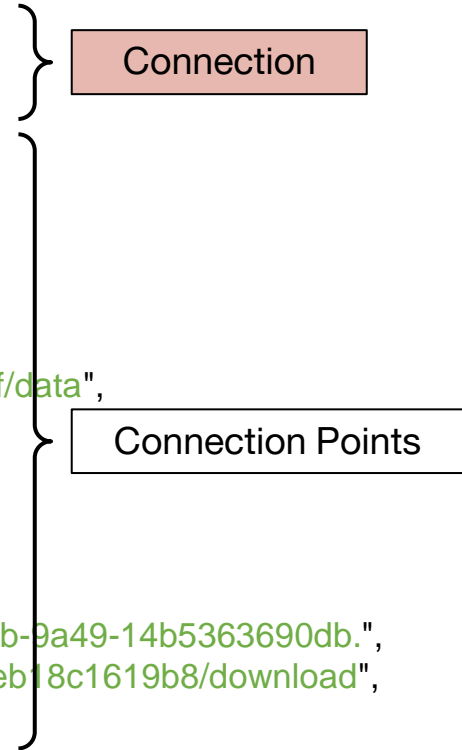 Connection
f/data",
Connection Points
b-9a49-14b5363690db.",
eb18c1619b8/download",